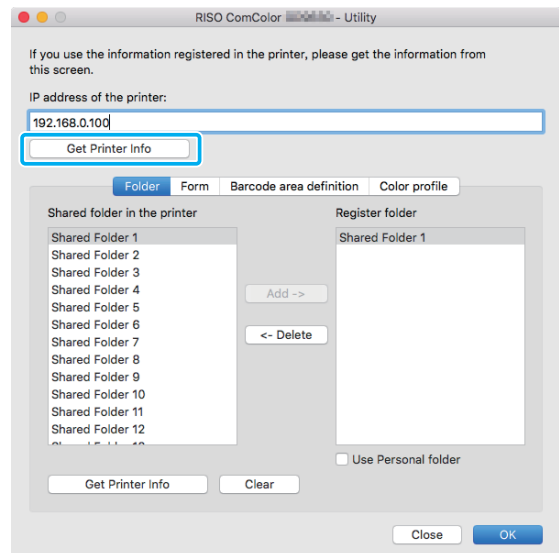 RISO ComColor - Utility
If you use the information registered in the printer, please get the information from
this screen.
IP address of the printer:
192.168.0.100
Get Printer Info
Folder Form Barcode area definition Color profile
Shared folder in the printer
Shared Folder 1
Shared Folder 2
Shared Folder 3
Shared Folder 4
Shared Folder 5
Shared Folder 6
Shared Folder 7
Shared Folder 8
Shared Folder 9
Shared Folder 10
Shared Folder 11
Shared Folder 12
Add ->
<- Delete
Register folder
Shared Folder 1
Use Personal folder
Get Printer Info Clear
Close OK